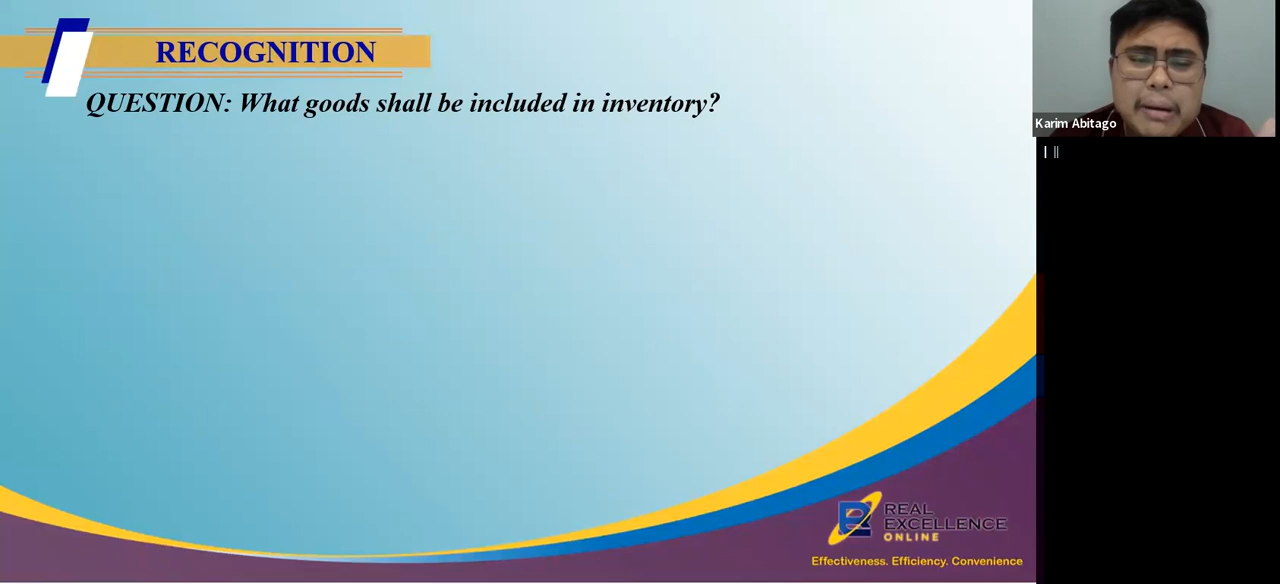 RECOGNITION
QUESTION: What goods shall be included in inventory?
Karim Abitago
REAL
EXCELLENCE
ONLINE
Effectiveness. Efficiency. Convenience